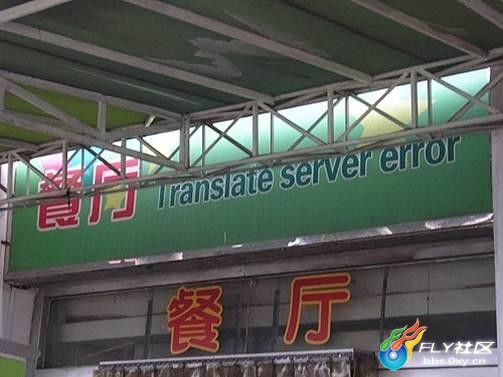 餐厅 Translate server error
餐厅
FLY社区
bbs.0xy.cn